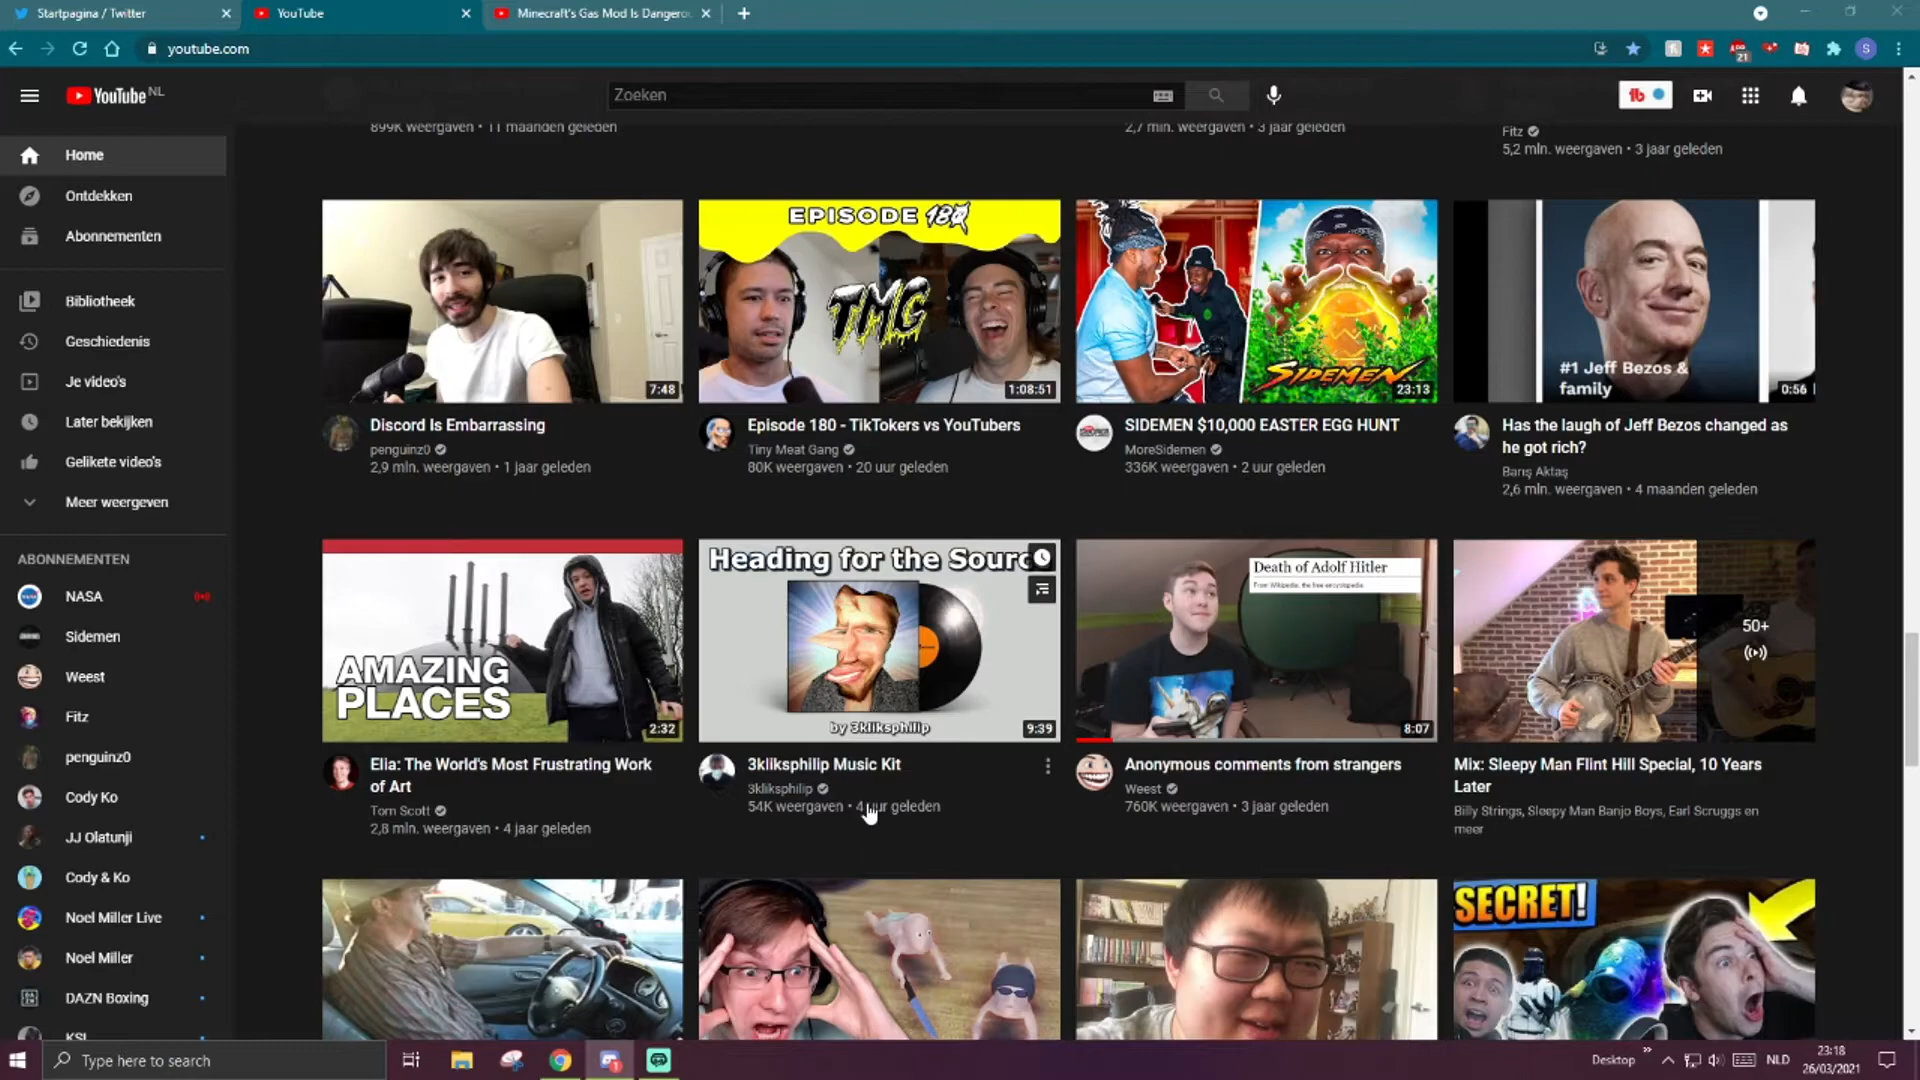 Startpagina / Twitter
YouTube
Minecraft's Gas Mod Is Dangerou
youtube.com
21
S
YouTube NL
Zoeken
899K weergaven • 11 maanden geleden
2,7 mln. weergaven • 3 jaar geleden
Fitz
5,2 mln. weergaven • 3 jaar geleden
Home
Ontdekken
Abonnementen
Bibliotheek
Geschiedenis
Je video's
Later bekijken
Gelikete video's
Meer weergeven
ABONNEMENTEN
NASA
Sidemen
Weest
Fitz
penguinz0
Cody Ko
JJ Olatunji
Cody & Ko
Noel Miller Live
Noel Miller
DAZN Boxing
KSI
7:48
Discord Is Embarrassing
penguinz0
2,9 mln. weergaven • 1 jaar geleden
EPISODE 180
TMG
1:08:51
Episode 180 - TikTokers vs YouTubers
Tiny Meat Gang
80K weergaven • 20 uur geleden
SIDEMEN
23:13
SIDEMEN $10,000 EASTER EGG HUNT
MoreSidemen
336K weergaven • 2 uur geleden
#1 Jeff Bezos &
family
0:56
Has the laugh of Jeff Bezos changed as
he got rich?
Barış Aktaş
2,6 mln. weergaven • 4 maanden geleden
AMAZING
PLACES
2:32
Elia: The World's Most Frustrating Work
of Art
Tom Scott
2,8 mln. weergaven • 4 jaar geleden
Heading for the Sourc
by 3kliksphilip
9:39
3kliksphilip Music Kit
3kliksphilip
54K weergaven • 4 uur geleden
Death of Adolf Hitler
From Wikipedia, the free encyclopedia
8:07
Anonymous comments from strangers
Weest
760K weergaven • 3 jaar geleden
50+
Mix: Sleepy Man Flint Hill Special, 10 Years
Later
Billy Strings, Sleepy Man Banjo Boys, Earl Scruggs en
meer
SECRET!
Type here to search
Desktop
NLD
23:18
26/03/2021